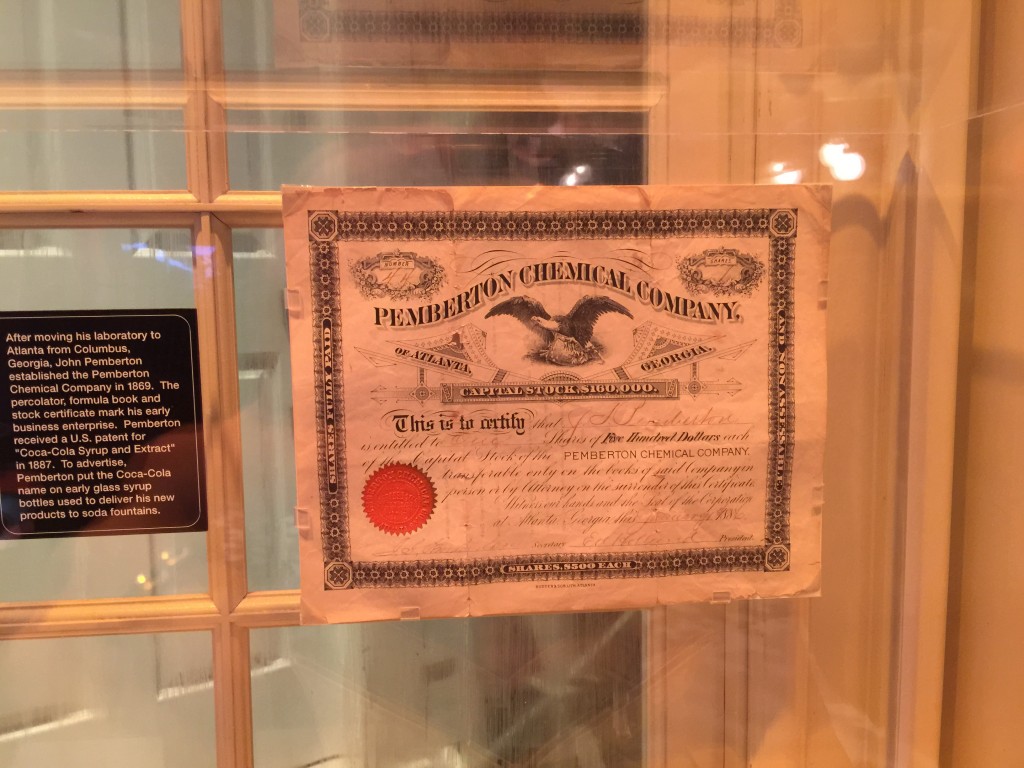 After moving his laboratory to
Atlanta from Columbus,
Georgia, John Pemberton
established the Pemberton
Chemical Company in 1869. The
percolator, formula book and
stock certificate mark his early
business enterprise. Pemberton
received a U.S. patent for
"Coca-Cola Syrup and Extract"
in 1887. To advertise,
Pemberton put the Coca-Cola
name on early glass syrup
bottles used to deliver his new
products to soda fountains.
NUMBER
SHARES
PEMBERTON CHEMICAL COMPANY,
OF ATLANTA, GEORGIA.
CAPITAL STOCK, $160,000.
SHARES FULLY PAID
AND NON ASSESSABLE
This is to certify that
is entitled to Shares of Five Hundred Dollars each
of the Capital Stock of the PEMBERTON CHEMICAL COMPANY.
transferable only on the books of said Company in
person or by Attorney on the surrender of this Certificate
Witness our hands and the Seal of the Corporation
at Atlanta Georgia this
Secretary President.
SHARES, $500 EACH